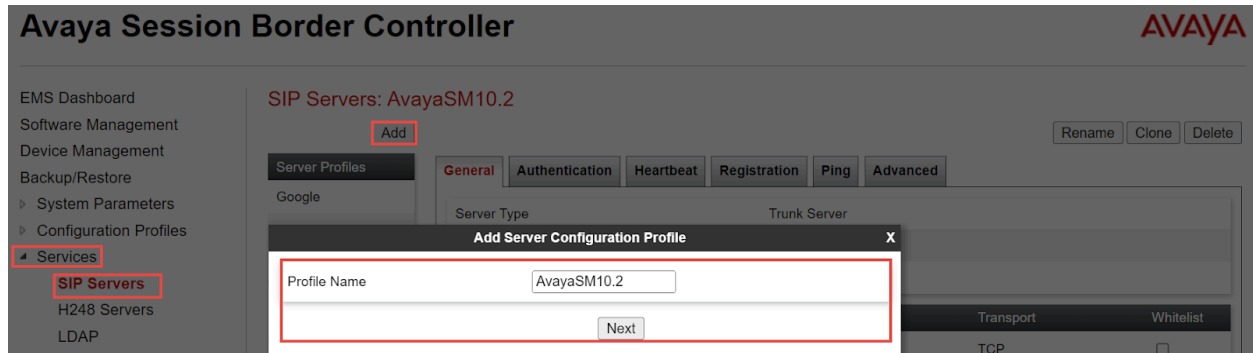 Avaya Session Border Controller
AVAYA
EMS Dashboard
Software Management
Device Management
Backup/Restore
System Parameters
Configuration Profiles
Services
SIP Servers
H248 Servers
LDAP
SIP Servers: AvayaSM10.2
Add
Rename Clone Delete
Server Profiles
Google
General Authentication Heartbeat Registration Ping Advanced
Server Type Trunk Server
Add Server Configuration Profile X
Profile Name AvayaSM10.2
Next
Transport Whitelist
TCP